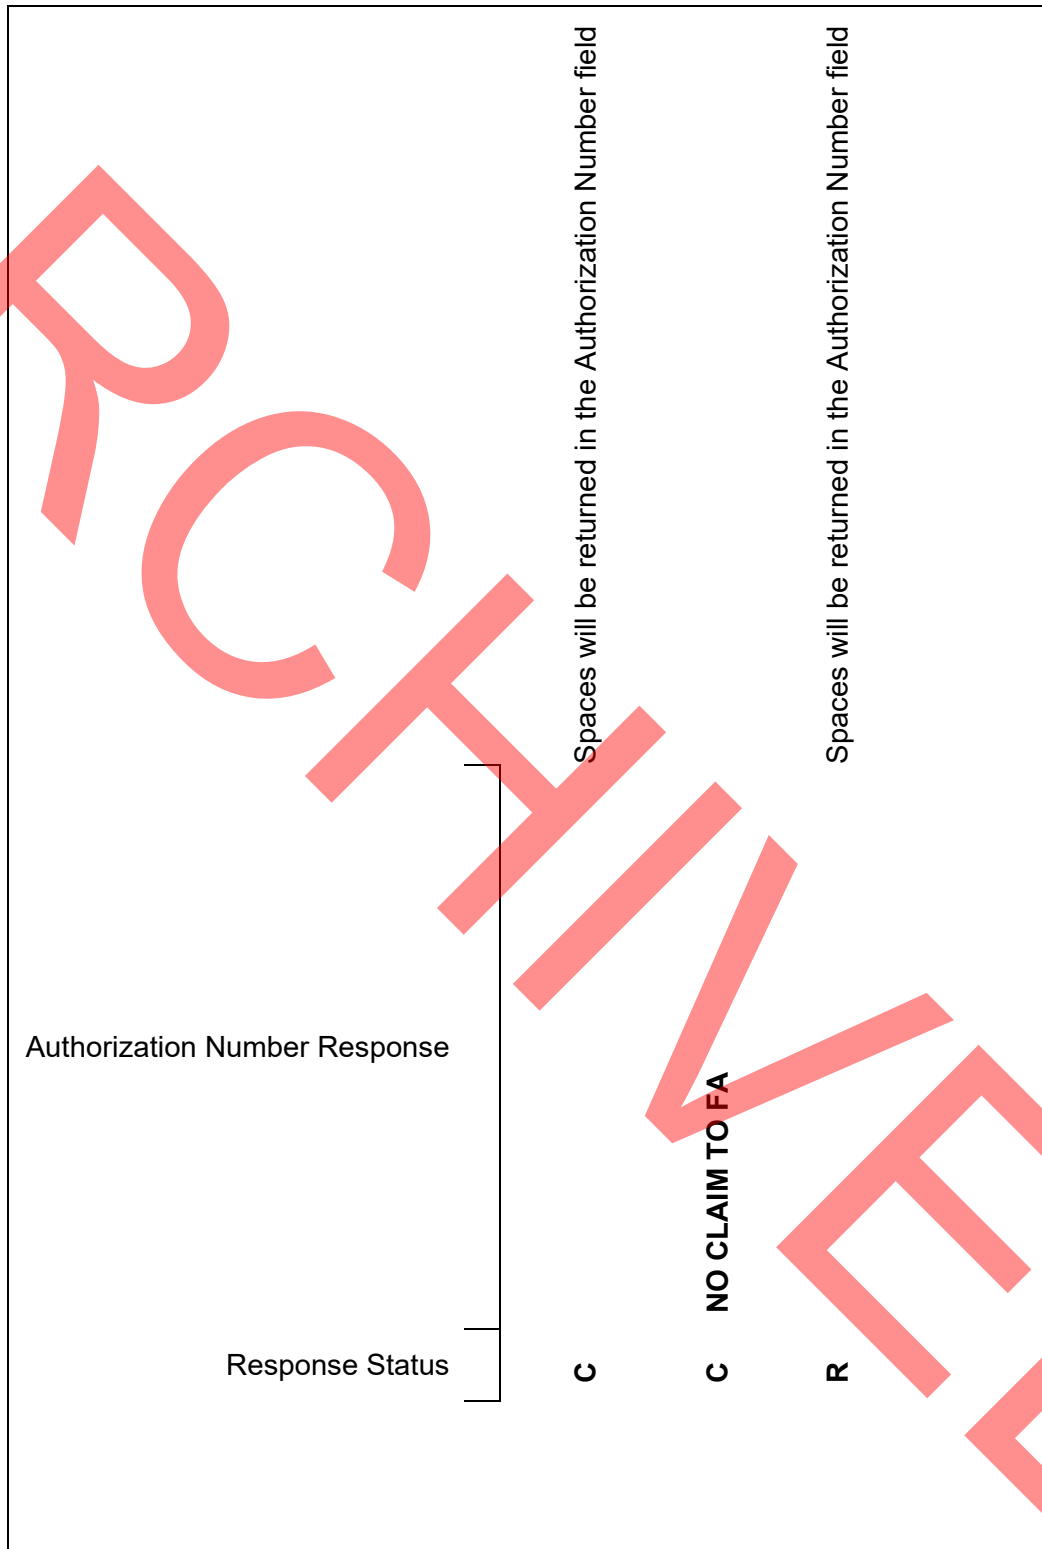 Response Status
Authorization Number Response
C
Spaces will be returned in the Authorization Number field
C NO CLAIM TO FA
R
Spaces will be returned in the Authorization Number field
RCHIVE